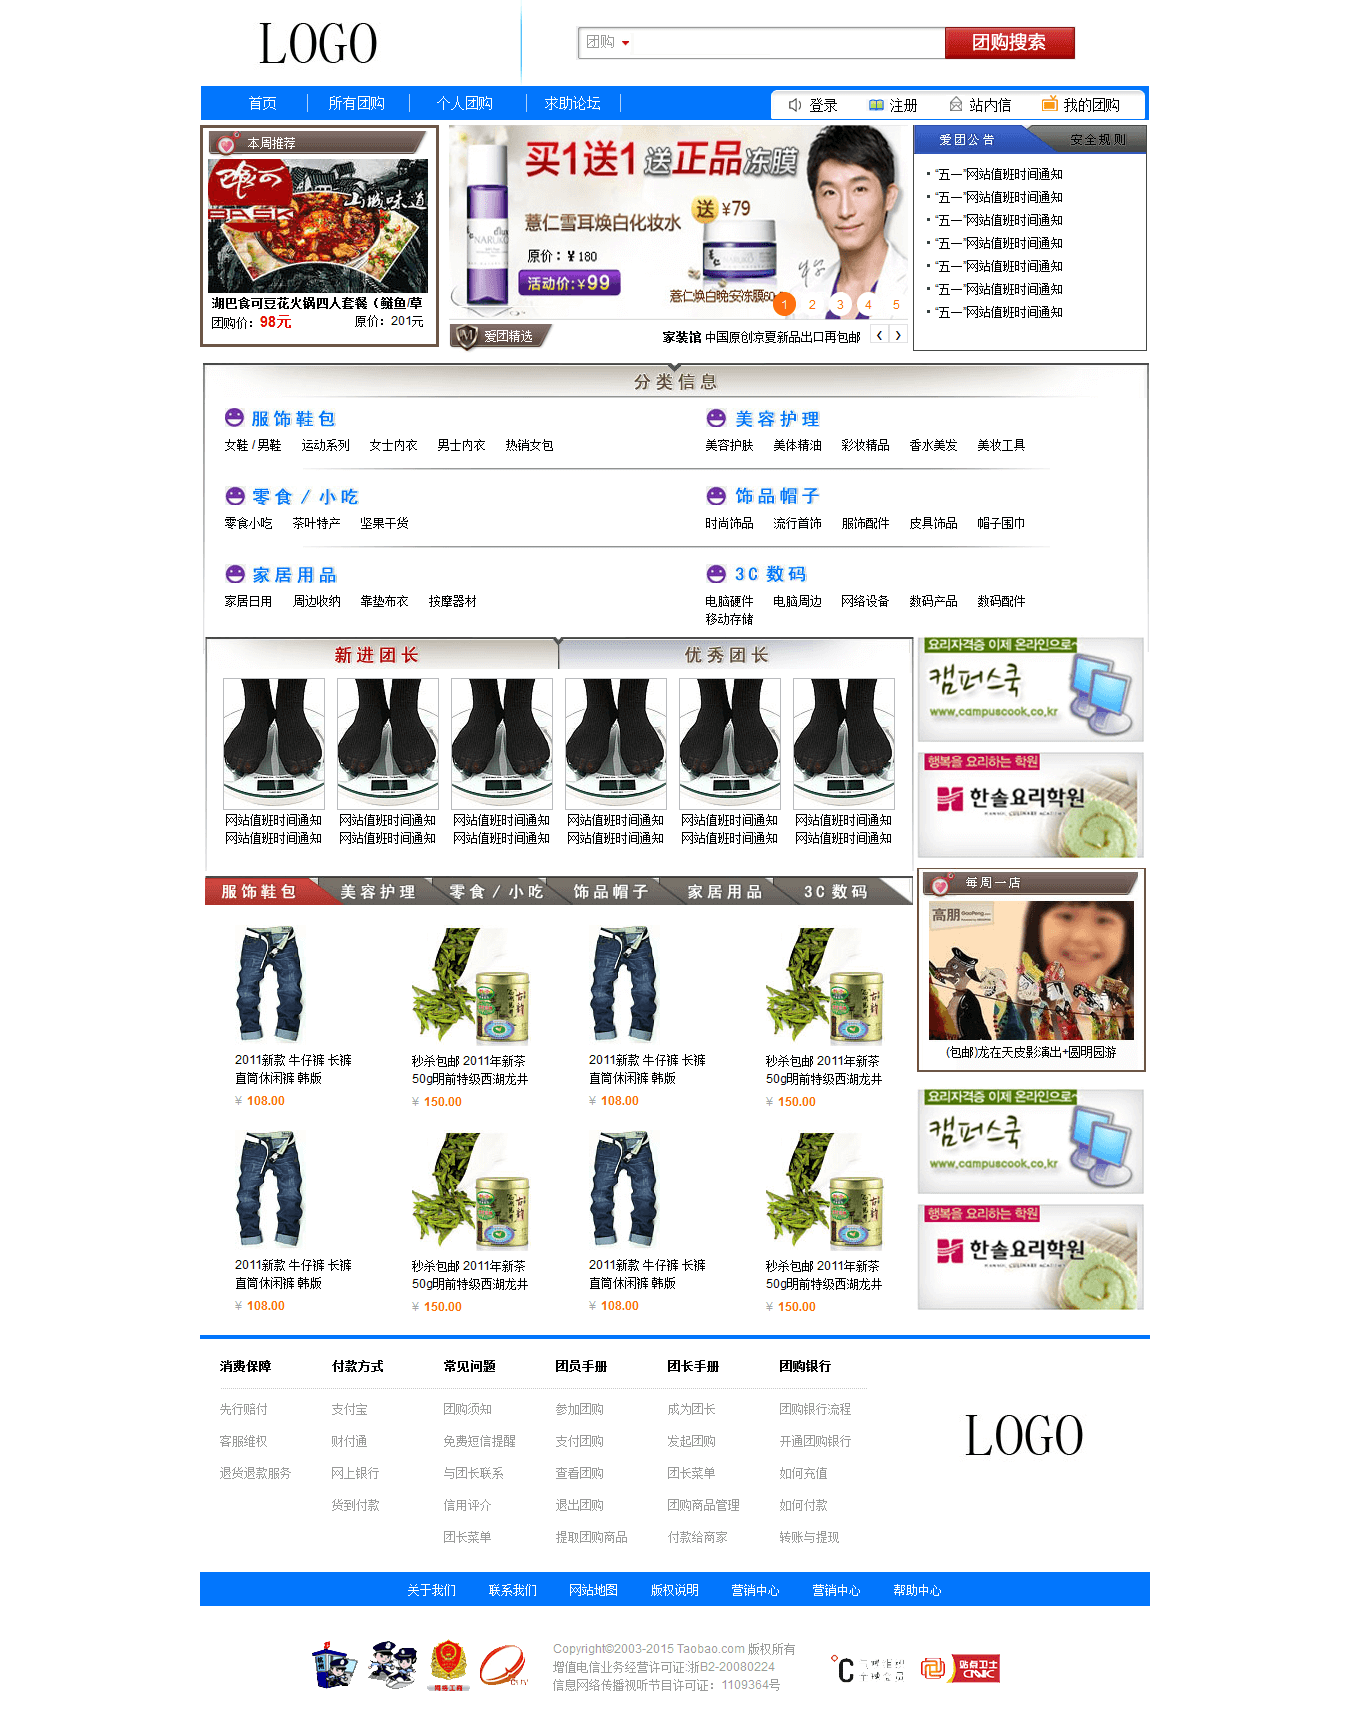 LOGO
团购
团购搜索
首页 所有团购 个人团购 求助论坛
登录 注册 站内信 我的团购
本周推荐
山城味道
BASK
湖巴食可豆花火锅四人套餐（鲢鱼/草
团购价：98元 原价：201元
买1送1送正品冻膜
送¥79
薏仁雪耳焕白化妆水
NARUKO
原价：¥180
活动价:¥99
薏仁焕白晚安冻膜60
1 2 3 4 5
爱团精选
家装馆 中国原创凉夏新品出口再包邮
爱团公告 安全规则
“五一”网站值班时间通知
“五一”网站值班时间通知
“五一”网站值班时间通知
“五一”网站值班时间通知
“五一”网站值班时间通知
“五一”网站值班时间通知
“五一”网站值班时间通知
分类信息
服饰鞋包
女鞋 / 男鞋 运动系列 女士内衣 男士内衣 热销女包
美容护理
美容护肤 美体精油 彩妆精品 香水美发 美妆工具
零食 / 小吃
零食小吃 茶叶特产 坚果干货
饰品帽子
时尚饰品 流行首饰 服饰配件 皮具饰品 帽子围巾
家居用品
家居日用 周边收纳 靠垫布衣 按摩器材
3C 数码
电脑硬件 电脑周边 网络设备 数码产品 数码配件
移动存储
新进团长 优秀团长
网站值班时间通知 网站值班时间通知 网站值班时间通知 网站值班时间通知 网站值班时间通知 网站值班时间通知
网站值班时间通知 网站值班时间通知 网站值班时间通知 网站值班时间通知 网站值班时间通知 网站值班时间通知
요리자격증 이제 온라인으로~
캠퍼스쿡
www.campuscook.co.kr
행복을 요리하는 학원
한솔요리학원
服饰鞋包 美容护理 零食 / 小吃 饰品帽子 家居用品 3C 数码
每周一店
高朋 GaoPeng.com
(包邮)龙在天皮影演出+圆明园游
2011新款 牛仔裤 长裤 秒杀包邮 2011年新茶 2011新款 牛仔裤 长裤 秒杀包邮 2011年新茶
直筒休闲裤 韩版 50g明前特级西湖龙井 直筒休闲裤 韩版 50g明前特级西湖龙井
¥ 108.00 ¥ 150.00 ¥ 108.00 ¥ 150.00
요리자격증 이제 온라인으로~
캠퍼스쿡
www.campuscook.co.kr
행복을 요리하는 학원
한솔요리학원
2011新款 牛仔裤 长裤 秒杀包邮 2011年新茶 2011新款 牛仔裤 长裤 秒杀包邮 2011年新茶
直筒休闲裤 韩版 50g明前特级西湖龙井 直筒休闲裤 韩版 50g明前特级西湖龙井
¥ 108.00 ¥ 150.00 ¥ 108.00 ¥ 150.00
消费保障 付款方式 常见问题 团员手册 团长手册 团购银行
先行赔付 支付宝 团购须知 参加团购 成为团长 团购银行流程
客服维权 财付通 免费短信提醒 支付团购 发起团购 开通团购银行
退货退款服务 网上银行 与团长联系 查看团购 团长菜单 如何充值
货到付款 信用评介 退出团购 团购商品管理 如何付款
团长菜单 提取团购商品 付款给商家 转账与提现
LOGO
关于我们 联系我们 网站地图 版权说明 营销中心 营销中心 帮助中心
Copyright©2003-2015 Taobao.com 版权所有
增值电信业务经营许可证:浙B2-20080224
信息网络传播视听节目许可证：1109364号
网络工商
站点卫士
CNNIC